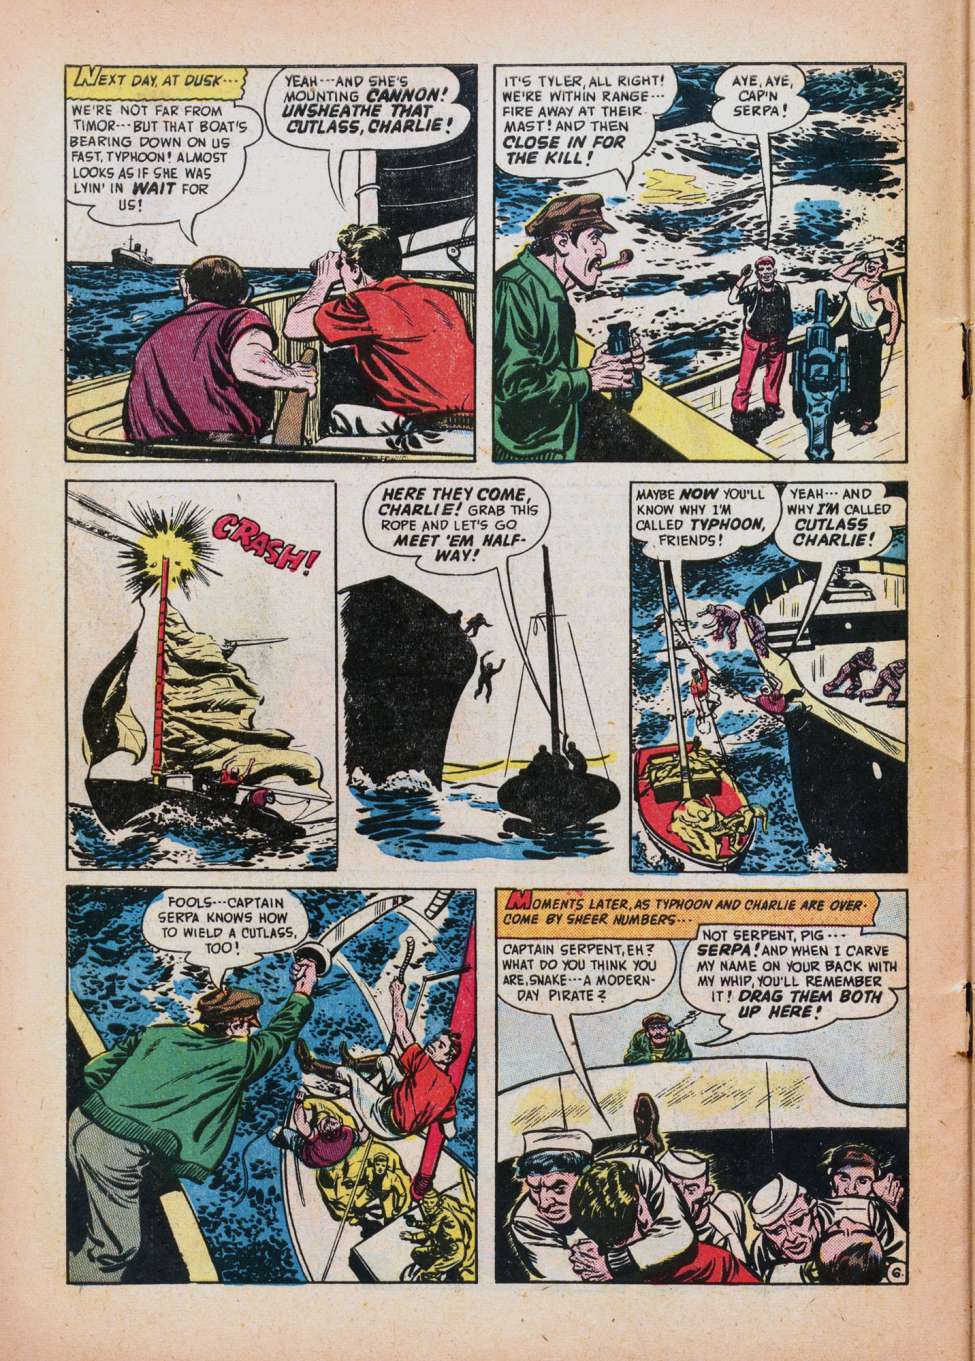 NEXT DAY, AT DUSK---
WE'RE NOT FAR FROM
TIMOR---BUT THAT BOAT'S
BEARING DOWN ON US
FAST, TYPHOON! ALMOST
LOOKS AS IF SHE WAS
LYIN' IN WAIT FOR
US!
YEAH---AND SHE'S
MOUNTING CANNON!
UNSHEATHE THAT
CUTLASS, CHARLIE!
IT'S TYLER, ALL RIGHT!
WE'RE WITHIN RANGE---
FIRE AWAY AT THEIR
MAST! AND THEN
CLOSE IN FOR
THE KILL!
AYE, AYE,
CAP'N
SERPA!
CRASH!
HERE THEY COME,
CHARLIE! GRAB THIS
ROPE AND LET'S GO
MEET 'EM HALF-
WAY!
MAYBE NOW YOU'LL
KNOW WHY I'M
CALLED TYPHOON,
FRIENDS!
YEAH---AND
WHY I'M CALLED
CUTLASS
CHARLIE!
FOOLS---CAPTAIN
SERPA KNOWS HOW
TO WIELD A CUTLASS,
TOO!
MOMENTS LATER, AS TYPHOON AND CHARLIE ARE OVER-
COME BY SHEER NUMBERS---
CAPTAIN SERPENT, EH?
WHAT DO YOU THINK YOU
ARE, SNAKE---A MODERN-
DAY PIRATE?
NOT SERPENT, PIG---
SERPA! AND WHEN I CARVE
MY NAME ON YOUR BACK WITH
MY WHIP, YOU'LL REMEMBER
IT! DRAG THEM BOTH
UP HERE!
6.